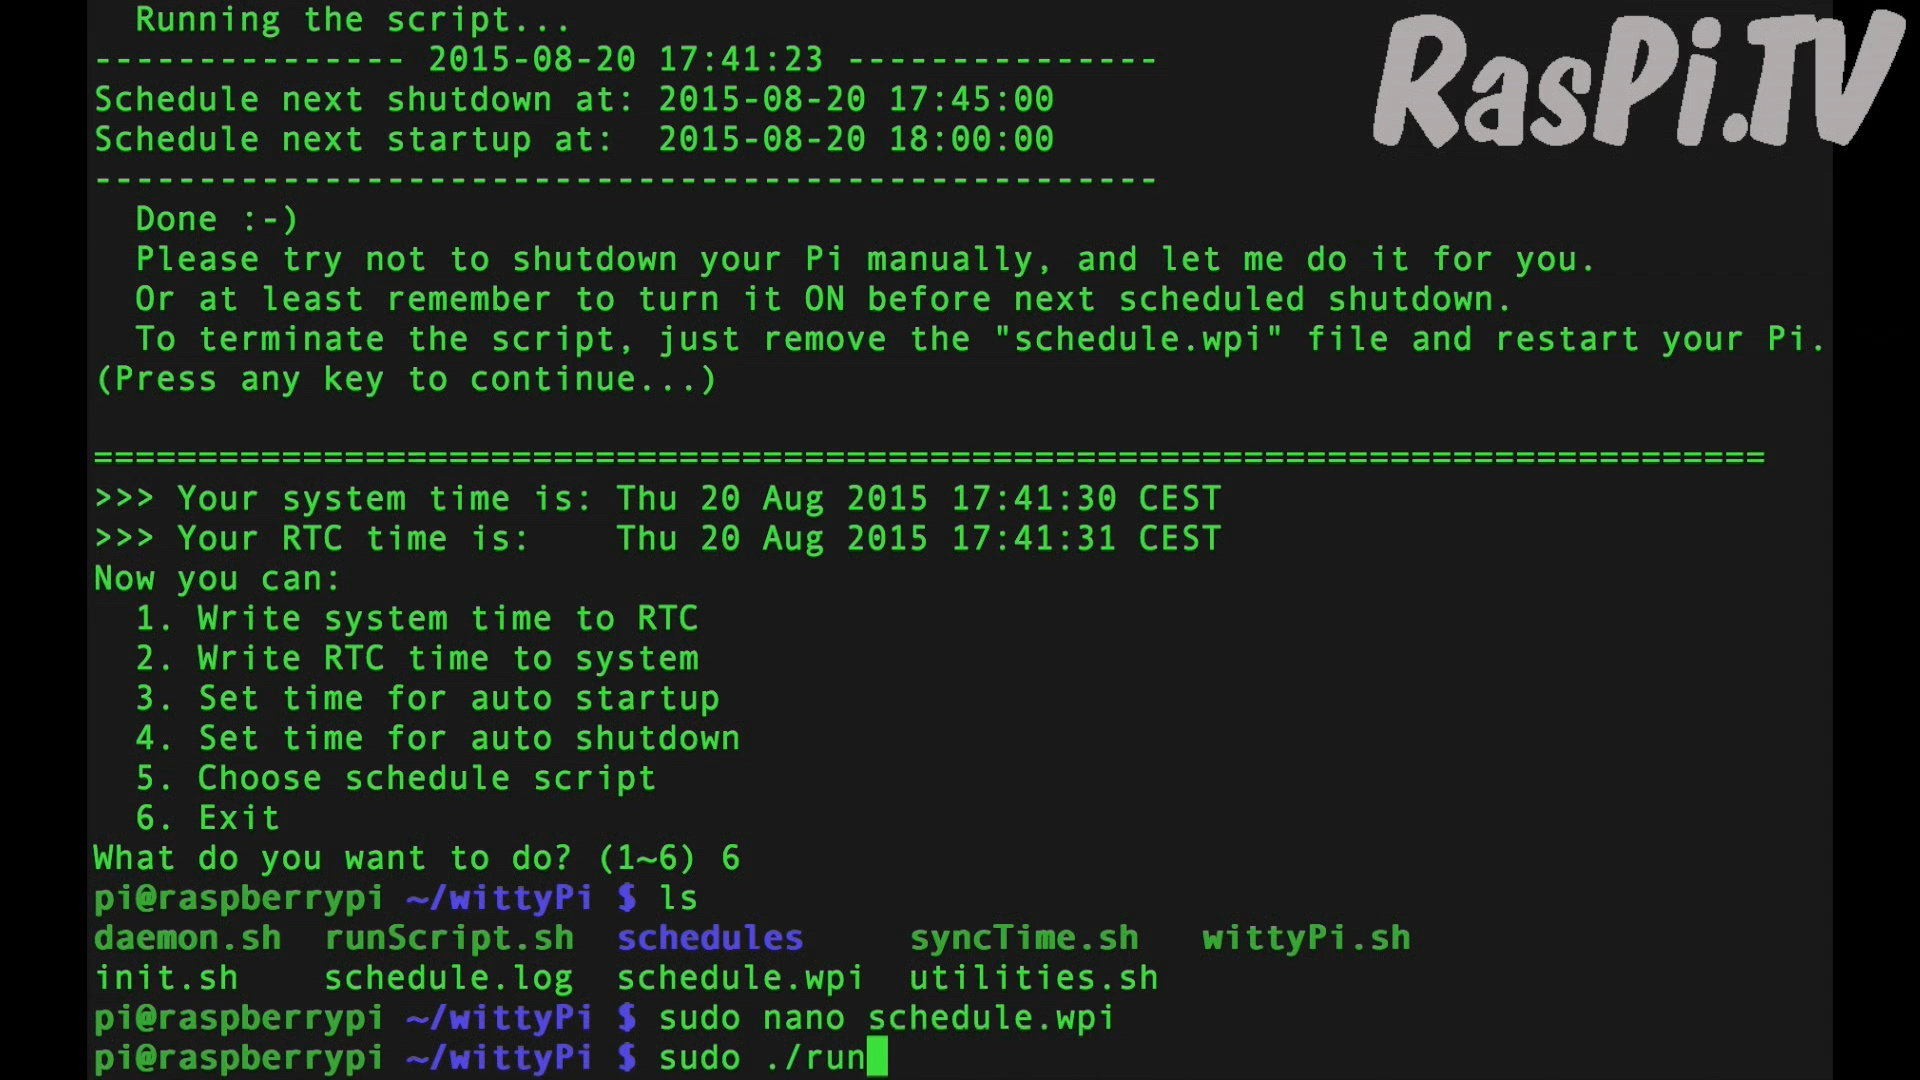 Running the script...
--------------- 2015-08-20 17:41:23 ---------------
Schedule next shutdown at: 2015-08-20 17:45:00
Schedule next startup at:  2015-08-20 18:00:00
---------------------------------------------------
Done :-)
Please try not to shutdown your Pi manually, and let me do it for you.
Or at least remember to turn it ON before next scheduled shutdown.
To terminate the script, just remove the "schedule.wpi" file and restart your Pi.
(Press any key to continue...)
================================================================================
>>> Your system time is: Thu 20 Aug 2015 17:41:30 CEST
>>> Your RTC time is:    Thu 20 Aug 2015 17:41:31 CEST
Now you can:
1. Write system time to RTC
2. Write RTC time to system
3. Set time for auto startup
4. Set time for auto shutdown
5. Choose schedule script
6. Exit
What do you want to do? (1~6) 6
pi@raspberrypi ~/wittyPi $ ls
daemon.sh  runScript.sh  schedules     syncTime.sh   wittyPi.sh
init.sh    schedule.log  schedule.wpi  utilities.sh
pi@raspberrypi ~/wittyPi $ sudo nano schedule.wpi
pi@raspberrypi ~/wittyPi $ sudo ./run
RasPi.TV